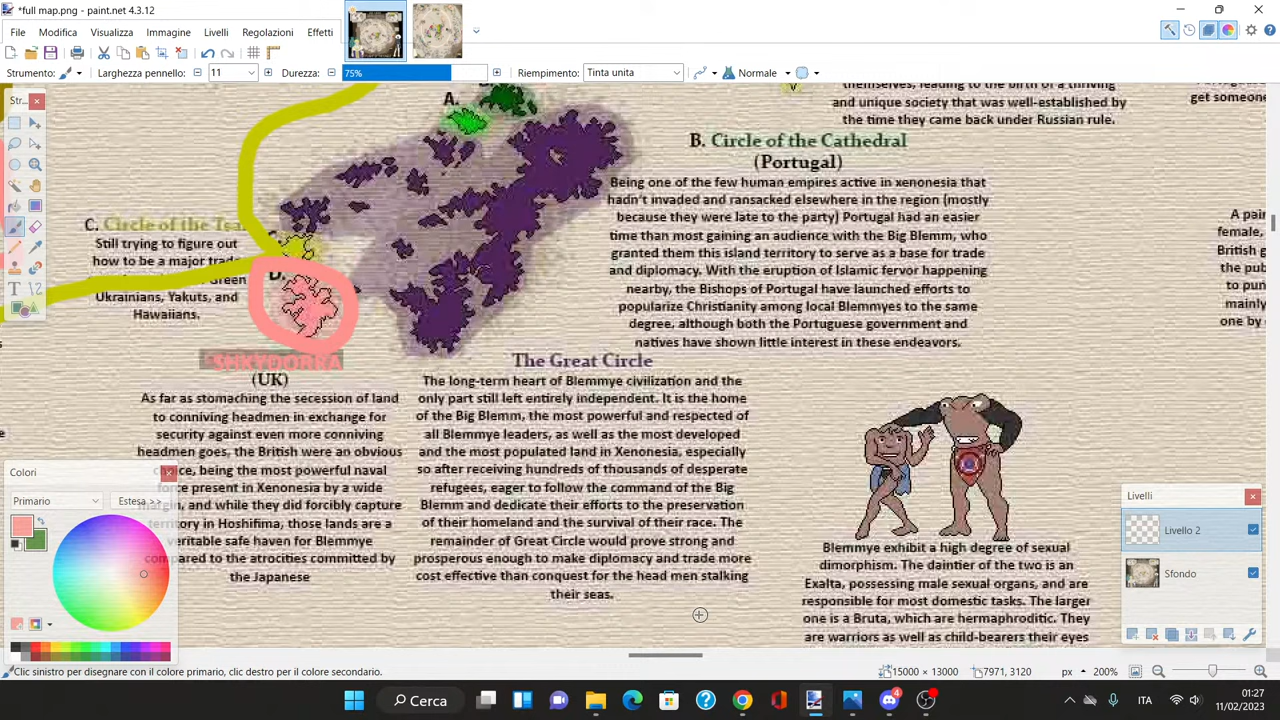 *full map.png - paint.net 4.3.12
File Modifica Visualizza Immagine Livelli Regolazioni Effetti
Strumento: Larghezza pennello: 11 Durezza: 75% Riempimento: Tinta unita Normale
Str...
themselves, leading to the birth of a thriving
and unique society that was well-established by
the time they came back under Russian rule.
get someone
A.
B. Circle of the Cathedral
(Portugal)
Being one of the few human empires active in xenonesia that
hadn't invaded and ransacked elsewhere in the region (mostly
because they were late to the party) Portugal had an easier
time than most gaining an audience with the Big Blemm, who
granted them this island territory to serve as a base for trade
and diplomacy. With the eruption of Islamic fervor happening
nearby, the Bishops of Portugal have launched efforts to
popularize Christianity among local Blemmyes to the same
degree, although both the Portuguese government and
natives have shown little interest in these endeavors.
A pair
female,
British g
the pub
to pun
mainly
one by
C. Circle of the
Still trying to figure out
how to be a major trade
Green
Ukrainians, Yakuts, and
Hawaiians.
D.
(UK)
As far as stomaching the secession of land
to conniving headmen in exchange for
security against even more conniving
headmen goes, the British were an obvious
choice, being the most powerful naval
force present in Xenonesia by a wide
margin, and while they did forcibly capture
territory in Hoshifima, those lands are a
veritable safe haven for Blemmye
compared to the atrocities committed by
the Japanese
The Great Circle
The long-term heart of Blemmye civilization and the
only part still left entirely independent. It is the home
of the Big Blemm, the most powerful and respected of
all Blemmye leaders, as well as the most developed
and the most populated land in Xenonesia, especially
so after receiving hundreds of thousands of desperate
refugees, eager to follow the command of the Big
Blemm and dedicate their efforts to the preservation
of their homeland and the survival of their race. The
remainder of Great Circle would prove strong and
prosperous enough to make diplomacy and trade more
cost effective than conquest for the head men stalking
their seas.
Blemmye exhibit a high degree of sexual
dimorphism. The daintier of the two is an
Exalta, possessing male sexual organs, and are
responsible for most domestic tasks. The larger
one is a Bruta, which are hermaphroditic. They
are warriors as well as child-bearers their eyes
Colori
Primario Estesa >>
Livelli
Livello 2
Sfondo
Clic sinistro per disegnare con il colore primario, clic destro per il colore secondario.
15000 × 13000 7971, 3120 px 200%
Cerca
4
ITA
01:27
11/02/2023